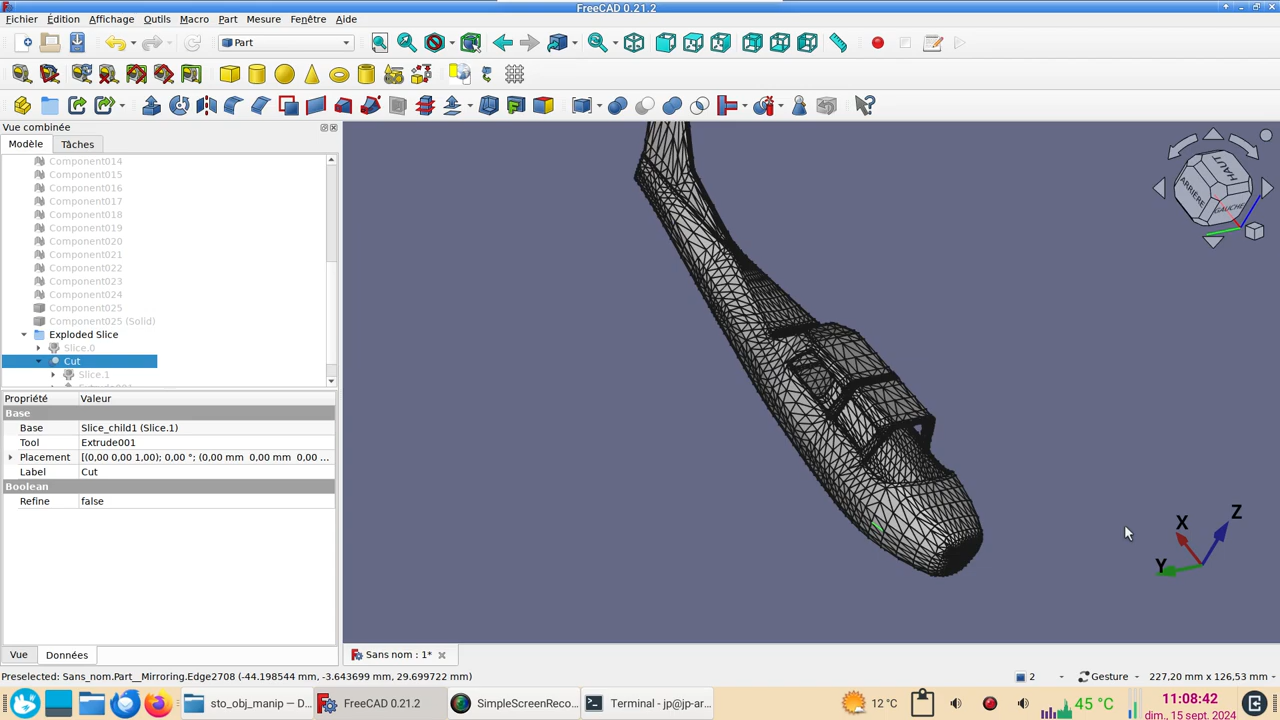 FreeCAD 0.21.2
Fichier Édition Affichage Outils Macro Part Mesure Fenêtre Aide
Part
Vue combinée
Modèle Tâches
Component014
Component015
Component016
Component017
Component018
Component019
Component020
Component021
Component022
Component023
Component024
Component025
Component025 (Solid)
Exploded Slice
Slice.0
Cut
Slice.1
Propriété Valeur
Base
Base Slice_child1 (Slice.1)
Tool Extrude001
Placement [(0,00 0,00 1,00); 0,00 °; (0,00 mm 0,00 mm 0,00 ...
Label Cut
Boolean
Refine false
HAUT
ARRIÈRE
GAUCHE
Z
X
Y
Vue Données
Sans nom : 1*
Preselected: Sans_nom.Part__Mirroring.Edge2708 (-44.198544 mm, -3.643699 mm, 29.699722 mm)
2 Gesture 227,20 mm x 126,53 mm
sto_obj_manip — D... FreeCAD 0.21.2 SimpleScreenReco... Terminal - jp@jp-ar...
12 °C 45 °C 11:08:42
dim., 15 sept. 2024